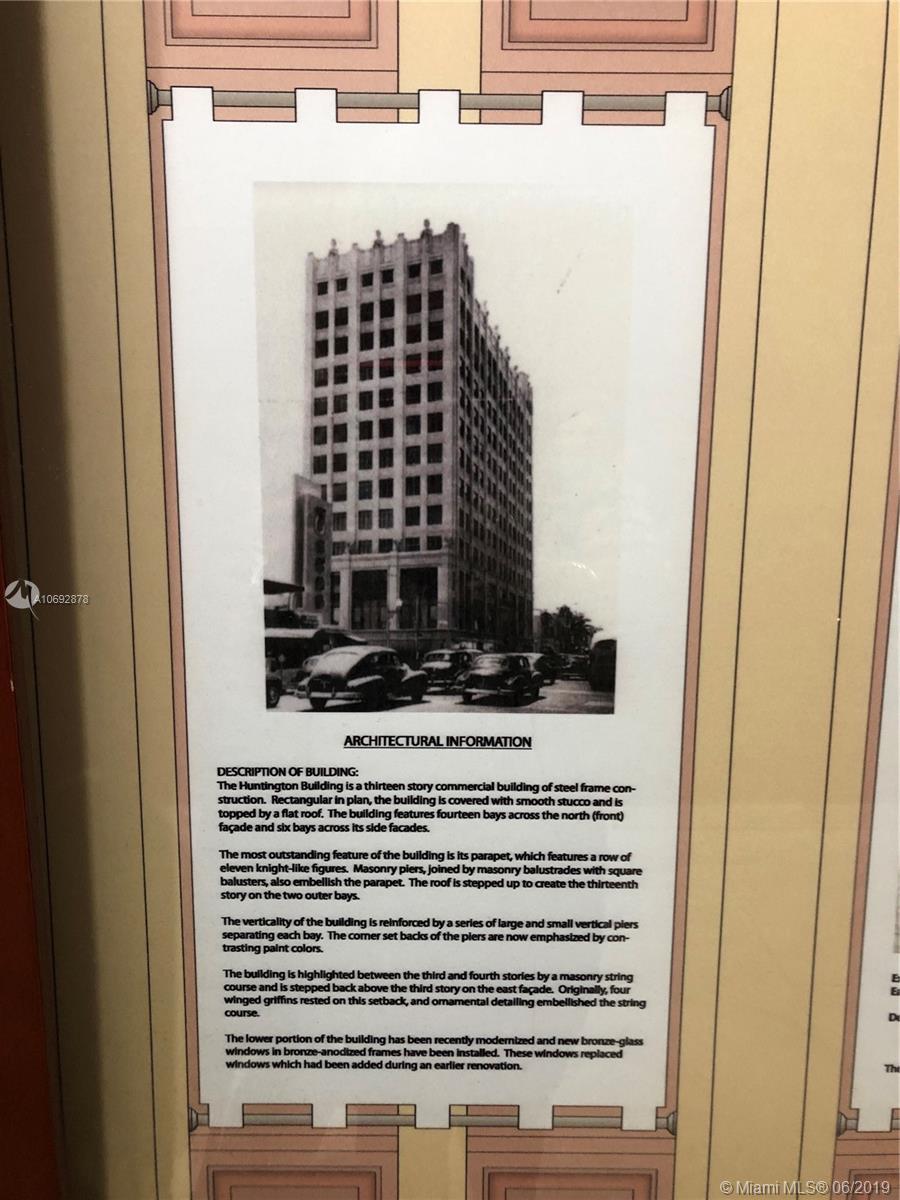 A10692878
ARCHITECTURAL INFORMATION
DESCRIPTION OF BUILDING:
The Huntington Building is a thirteen story commercial building of steel frame con-
struction. Rectangular in plan, the building is covered with smooth stucco and is
topped by a flat roof. The building features fourteen bays across the north (front)
façade and six bays across its side facades.
The most outstanding feature of the building is its parapet, which features a row of
eleven knight-like figures. Masonry piers, joined by masonry balustrades with square
balusters, also embellish the parapet. The roof is stepped up to create the thirteenth
story on the two outer bays.
The verticality of the building is reinforced by a series of large and small vertical piers
separating each bay. The corner set backs of the piers are now emphasized by con-
trasting paint colors.
The building is highlighted between the third and fourth stories by a masonry string
course and is stepped back above the third story on the east façade. Originally, four
winged griffins rested on this setback, and ornamental detailing embellished the string
course.
The lower portion of the building has been recently modernized and new bronze-glass
windows in bronze-anodized frames have been installed. These windows replaced
windows which had been added during an earlier renovation.
© Miami MLS® 06/2019